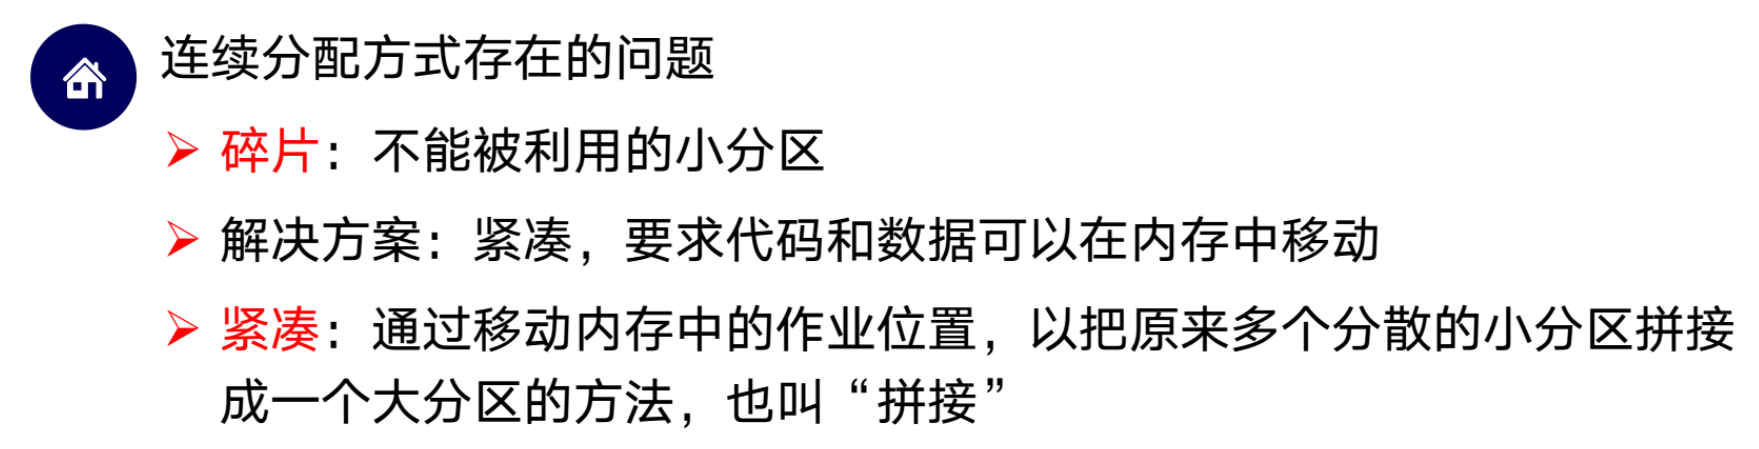 连续分配方式存在的问题
碎片：不能被利用的小分区
解决方案：紧凑，要求代码和数据可以在内存中移动
紧凑：通过移动内存中的作业位置，以把原来多个分散的小分区拼接
成一个大分区的方法，也叫“拼接”